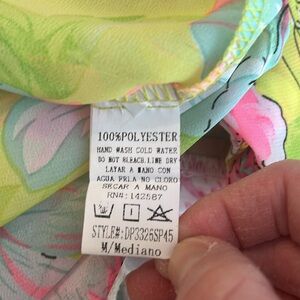 100%POLYESTER
HAND WASH COLD WATER
DO NOT BLEACH.LINE DRY
LAVAR A MANO CON
AGUA FRIA NO CLORO
SECAR A MANO
RN#: 142587
STYLE#:DP3325SP45
M/Mediano